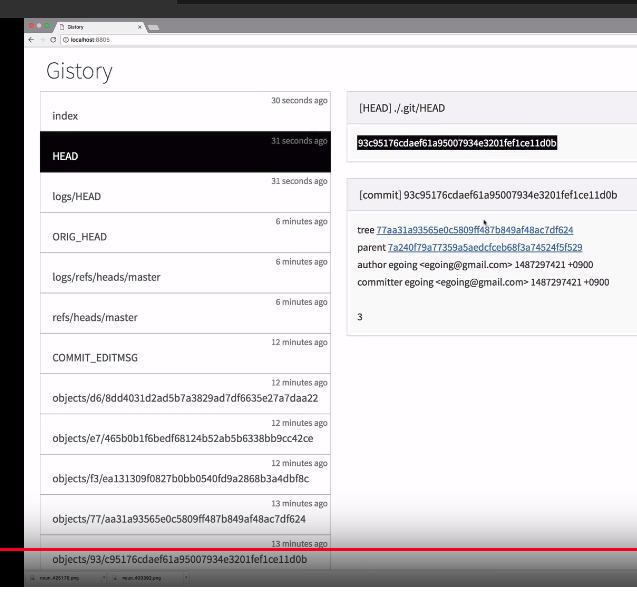 Gistory
localhost:8805
Gistory
30 seconds ago
index
31 seconds ago
HEAD
31 seconds ago
logs/HEAD
6 minutes ago
ORIG_HEAD
6 minutes ago
logs/refs/heads/master
6 minutes ago
refs/heads/master
12 minutes ago
COMMIT_EDITMSG
12 minutes ago
objects/d6/8dd4031d2ad5b7a3829ad7df6635e27a7daa22
12 minutes ago
objects/e7/465b0b1f6bedf68124b52ab5b6338bb9cc42ce
12 minutes ago
objects/f3/ea131309f0827b0bb0540fd9a2868b3a4dbf8c
13 minutes ago
objects/77/aa31a93565e0c5809ff487b849af48ac7df624
13 minutes ago
objects/93/c95176cdaef61a95007934e3201fef1ce11d0b
[HEAD] ./.git/HEAD
93c95176cdaef61a95007934e3201fef1ce11d0b
[commit] 93c95176cdaef61a95007934e3201fef1ce11d0b
tree 77aa31a93565e0c5809ff487b849af48ac7df624
parent 7a240f79a77359a5aedcfceb68f3a74524f5f529
author egoing <egoing@gmail.com> 1487297421 +0900
committer egoing <egoing@gmail.com> 1487297421 +0900
3